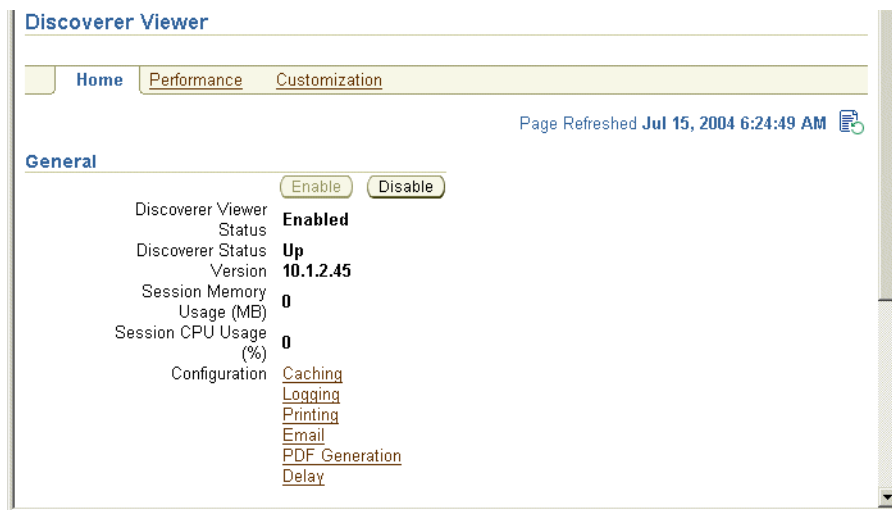 Discoverer Viewer
Home Performance Customization
Page Refreshed Jul 15, 2004 6:24:49 AM
General
Enable Disable
Discoverer Viewer
Status Enabled
Discoverer Status Up
Version 10.1.2.45
Session Memory
Usage (MB) 0
Session CPU Usage
(%) 0
Configuration Caching
Logging
Printing
Email
PDF Generation
Delay